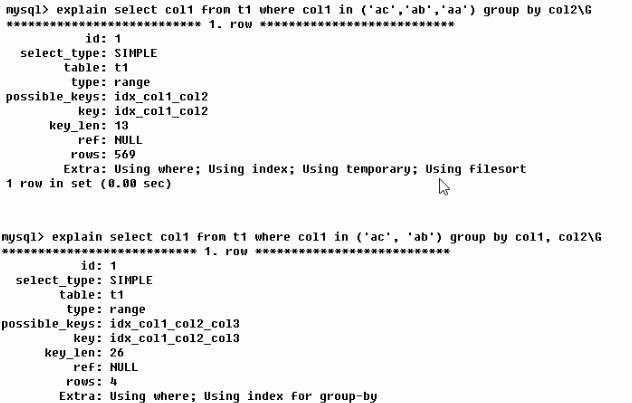 mysql> explain select col1 from t1 where col1 in ('ac','ab','aa') group by col2\G
*************************** 1. row ***************************
id: 1
select_type: SIMPLE
table: t1
type: range
possible_keys: idx_col1_col2
key: idx_col1_col2
key_len: 13
ref: NULL
rows: 569
Extra: Using where; Using index; Using temporary; Using filesort
1 row in set (0.00 sec)
mysql> explain select col1 from t1 where col1 in ('ac', 'ab') group by col1, col2\G
*************************** 1. row ***************************
id: 1
select_type: SIMPLE
table: t1
type: range
possible_keys: idx_col1_col2_col3
key: idx_col1_col2_col3
key_len: 26
ref: NULL
rows: 4
Extra: Using where; Using index for group-by